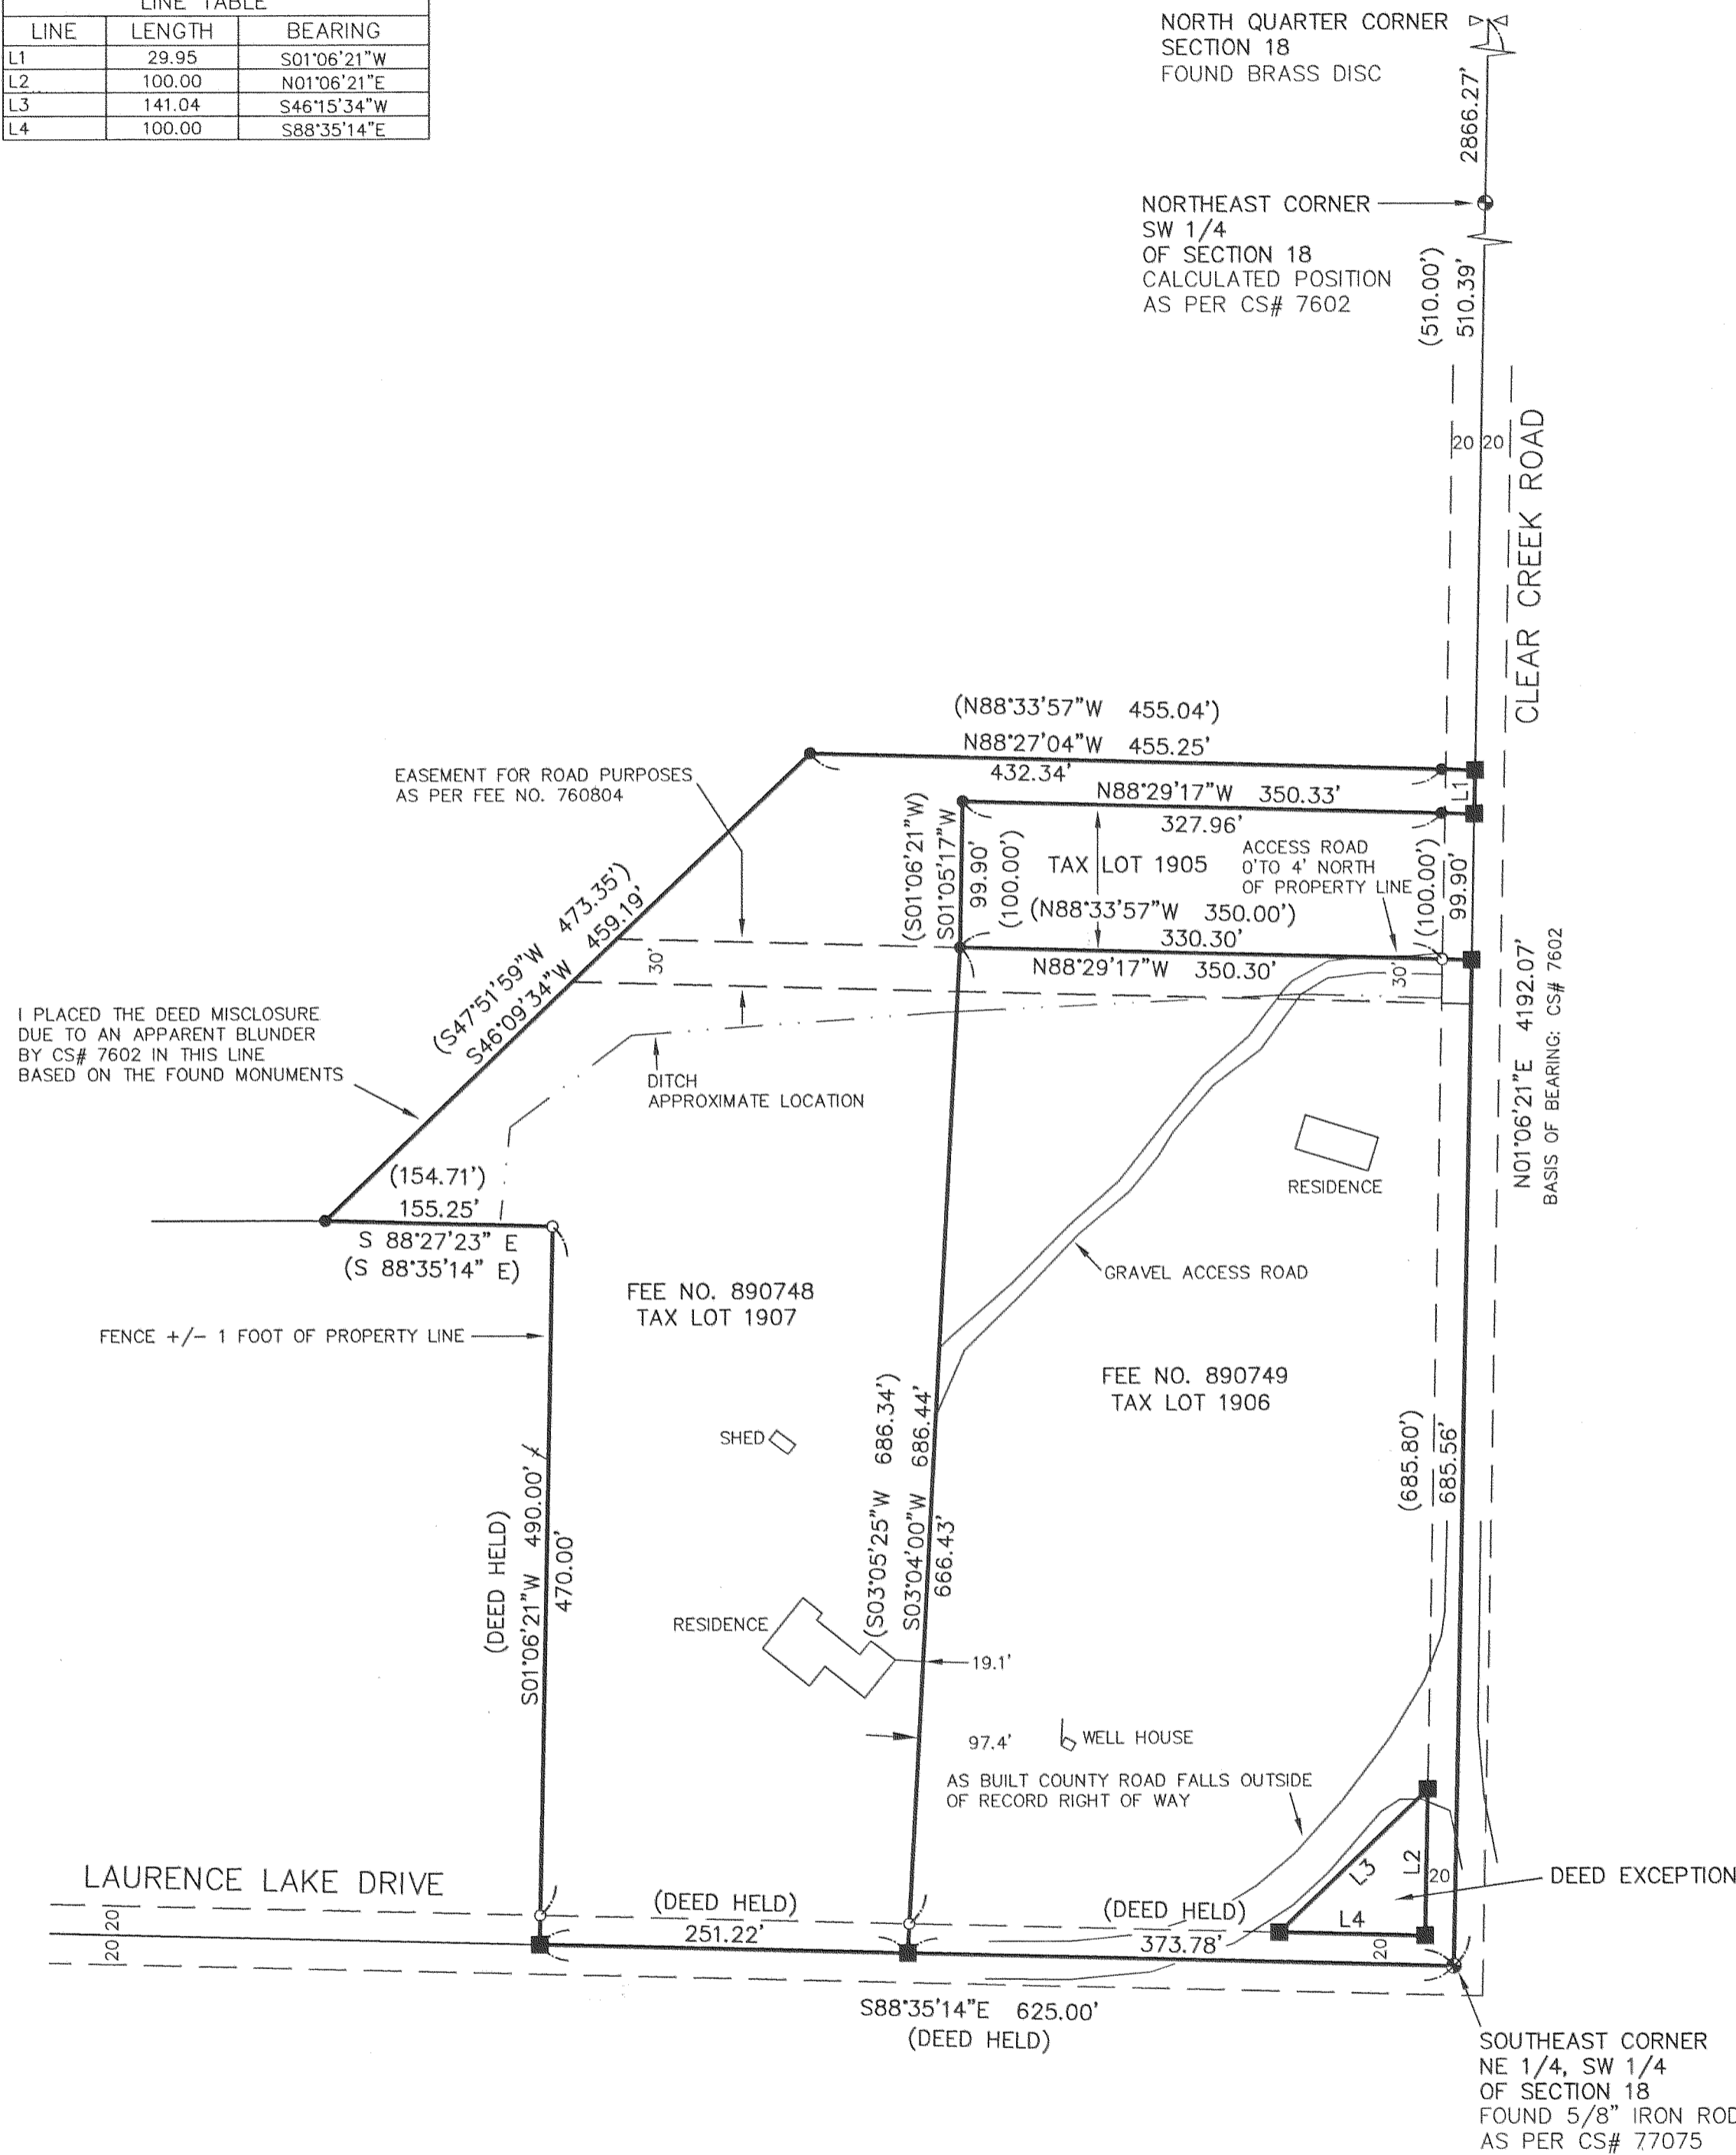 LINE TABLE
LINE LENGTH BEARING
L1 29.95 S01°06'21"W
L2 100.00 N01°06'21"E
L3 141.04 S46°15'34"W
L4 100.00 S88°35'14"E
NORTH QUARTER CORNER
SECTION 18
FOUND BRASS DISC
2866.27'
NORTHEAST CORNER
SW 1/4
OF SECTION 18
CALCULATED POSITION
AS PER CS# 7602
(510.00')
510.39'
20 20
CLEAR CREEK ROAD
(N88°33'57"W 455.04')
N88°27'04"W 455.25'
432.34'
L1
N88°29'17"W 350.33'
327.96'
EASEMENT FOR ROAD PURPOSES
AS PER FEE NO. 760804
(S01°06'21"W)
S01°05'17"W
99.90'
(100.00')
TAX LOT 1905
ACCESS ROAD
0'TO 4' NORTH
OF PROPERTY LINE
(100.00')
99.90'
(N88°33'57"W 350.00')
330.30'
N88°29'17"W 350.30'
30'
30'
(S47°51'59"W 473.35')
S46°09'34"W 459.19'
I PLACED THE DEED MISCLOSURE
DUE TO AN APPARENT BLUNDER
BY CS# 7602 IN THIS LINE
BASED ON THE FOUND MONUMENTS
DITCH
APPROXIMATE LOCATION
N01°06'21"E 4192.07'
BASIS OF BEARING: CS# 7602
(154.71')
155.25'
S 88°27'23" E
(S 88°35'14" E)
RESIDENCE
GRAVEL ACCESS ROAD
FEE NO. 890748
TAX LOT 1907
FENCE +/- 1 FOOT OF PROPERTY LINE
FEE NO. 890749
TAX LOT 1906
SHED
(S03°05'25"W 686.34')
S03°04'00"W 686.44'
666.43'
(685.80')
685.56'
(DEED HELD)
S01°06'21"W 490.00'
470.00'
RESIDENCE
19.1'
97.4'
WELL HOUSE
AS BUILT COUNTY ROAD FALLS OUTSIDE
OF RECORD RIGHT OF WAY
LAURENCE LAKE DRIVE
20
20
(DEED HELD)
251.22'
(DEED HELD)
373.78'
L3
L2
20
L4
20
DEED EXCEPTION
S88°35'14"E 625.00'
(DEED HELD)
SOUTHEAST CORNER
NE 1/4, SW 1/4
OF SECTION 18
FOUND 5/8" IRON ROD
AS PER CS# 77075